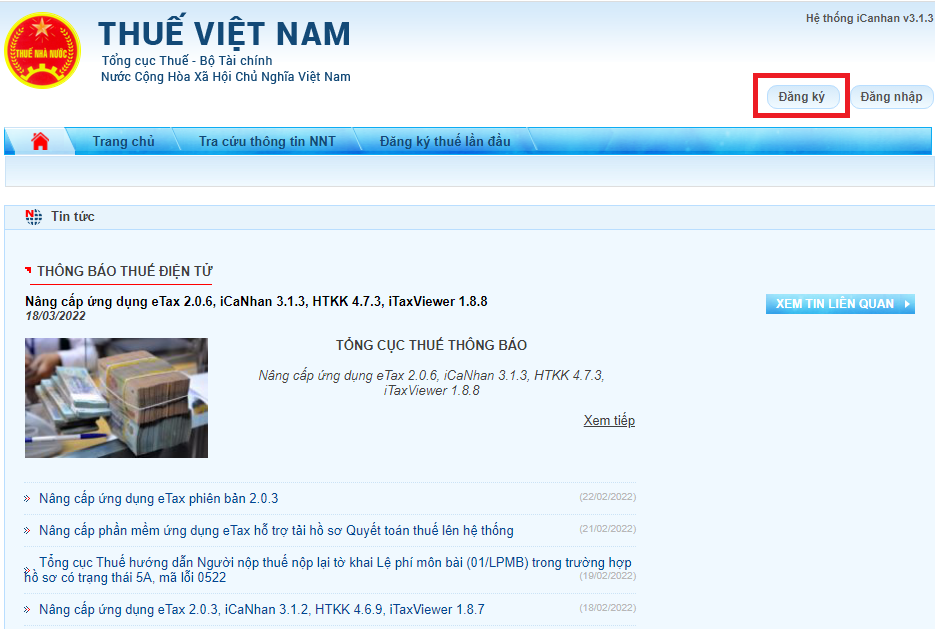 Hệ thống iCanhan v3.1.3
THUẾ VIỆT NAM
THUẾ NHÀ NƯỚC
Tổng cục Thuế - Bộ Tài chính
Nước Cộng Hòa Xã Hội Chủ Nghĩa Việt Nam
Đăng ký Đăng nhập
Trang chủ Tra cứu thông tin NNT Đăng ký thuế lần đầu
Tin tức
THÔNG BÁO THUẾ ĐIỆN TỬ
Nâng cấp ứng dụng eTax 2.0.6, iCaNhan 3.1.3, HTKK 4.7.3, iTaxViewer 1.8.8
18/03/2022
XEM TIN LIÊN QUAN
TỔNG CỤC THUẾ THÔNG BÁO
Nâng cấp ứng dụng eTax 2.0.6, iCaNhan 3.1.3, HTKK 4.7.3,
iTaxViewer 1.8.8
Xem tiếp
Nâng cấp ứng dụng eTax phiên bản 2.0.3 (22/02/2022)
Nâng cấp phần mềm ứng dụng eTax hỗ trợ tải hồ sơ Quyết toán thuế lên hệ thống (21/02/2022)
Tổng cục Thuế hướng dẫn Người nộp thuế nộp lại tờ khai Lệ phí môn bài (01/LPMB) trong trường hợp
hồ sơ có trạng thái 5A, mã lỗi 0522 (19/02/2022)
Nâng cấp ứng dụng eTax 2.0.3, iCaNhan 3.1.2, HTKK 4.6.9, iTaxViewer 1.8.7 (18/02/2022)